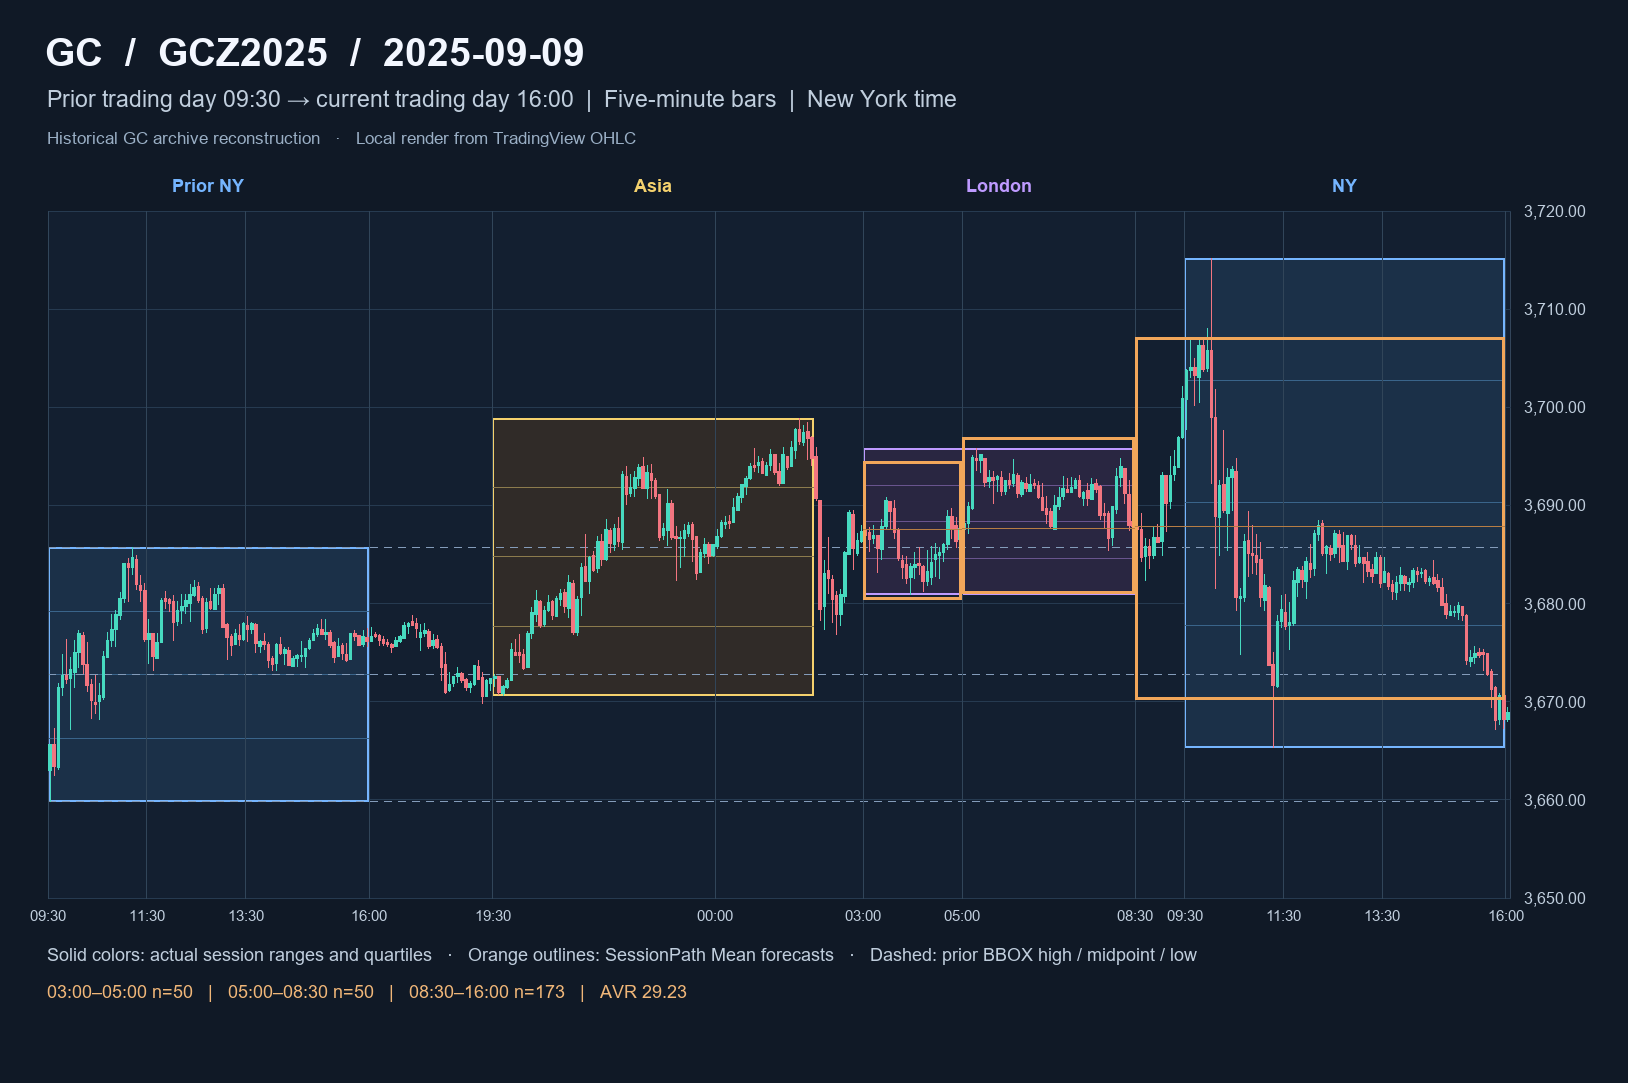 GC / GCZ2025 / 2025-09-09
Prior trading day 09:30 → current trading day 16:00 | Five-minute bars | New York time
Historical GC archive reconstruction · Local render from TradingView OHLC
Prior NY Asia London NY
3,720.00
3,710.00
3,700.00
3,690.00
3,680.00
3,670.00
3,660.00
3,650.00
09:30 11:30 13:30 16:00 19:30 00:00 03:00 05:00 08:30 09:30 11:30 13:30 16:00
Solid colors: actual session ranges and quartiles · Orange outlines: SessionPath Mean forecasts · Dashed: prior BBOX high / midpoint / low
03:00–05:00 n=50 | 05:00–08:30 n=50 | 08:30–16:00 n=173 | AVR 29.23